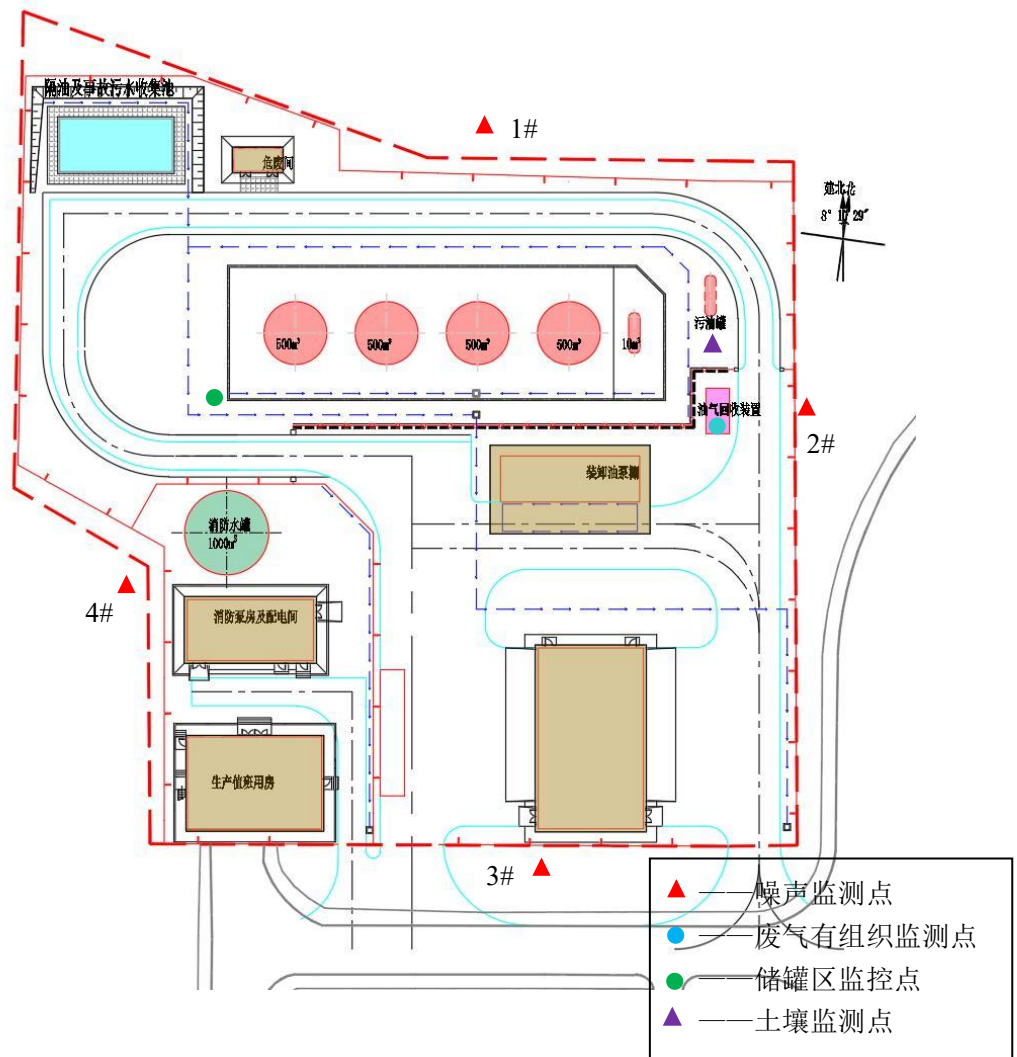 隔油及事故污水收集池
1#
危废间
建北北
8° 10′ 29″
污油罐
500m³
500m³
500m³
500m³
10m³
油气回收装置
2#
装卸油泵棚
消防水罐
1000m³
4#
消防泵房及配电间
生产值班用房
3#
——噪声监测点
——废气有组织监测点
——储罐区监控点
——土壤监测点